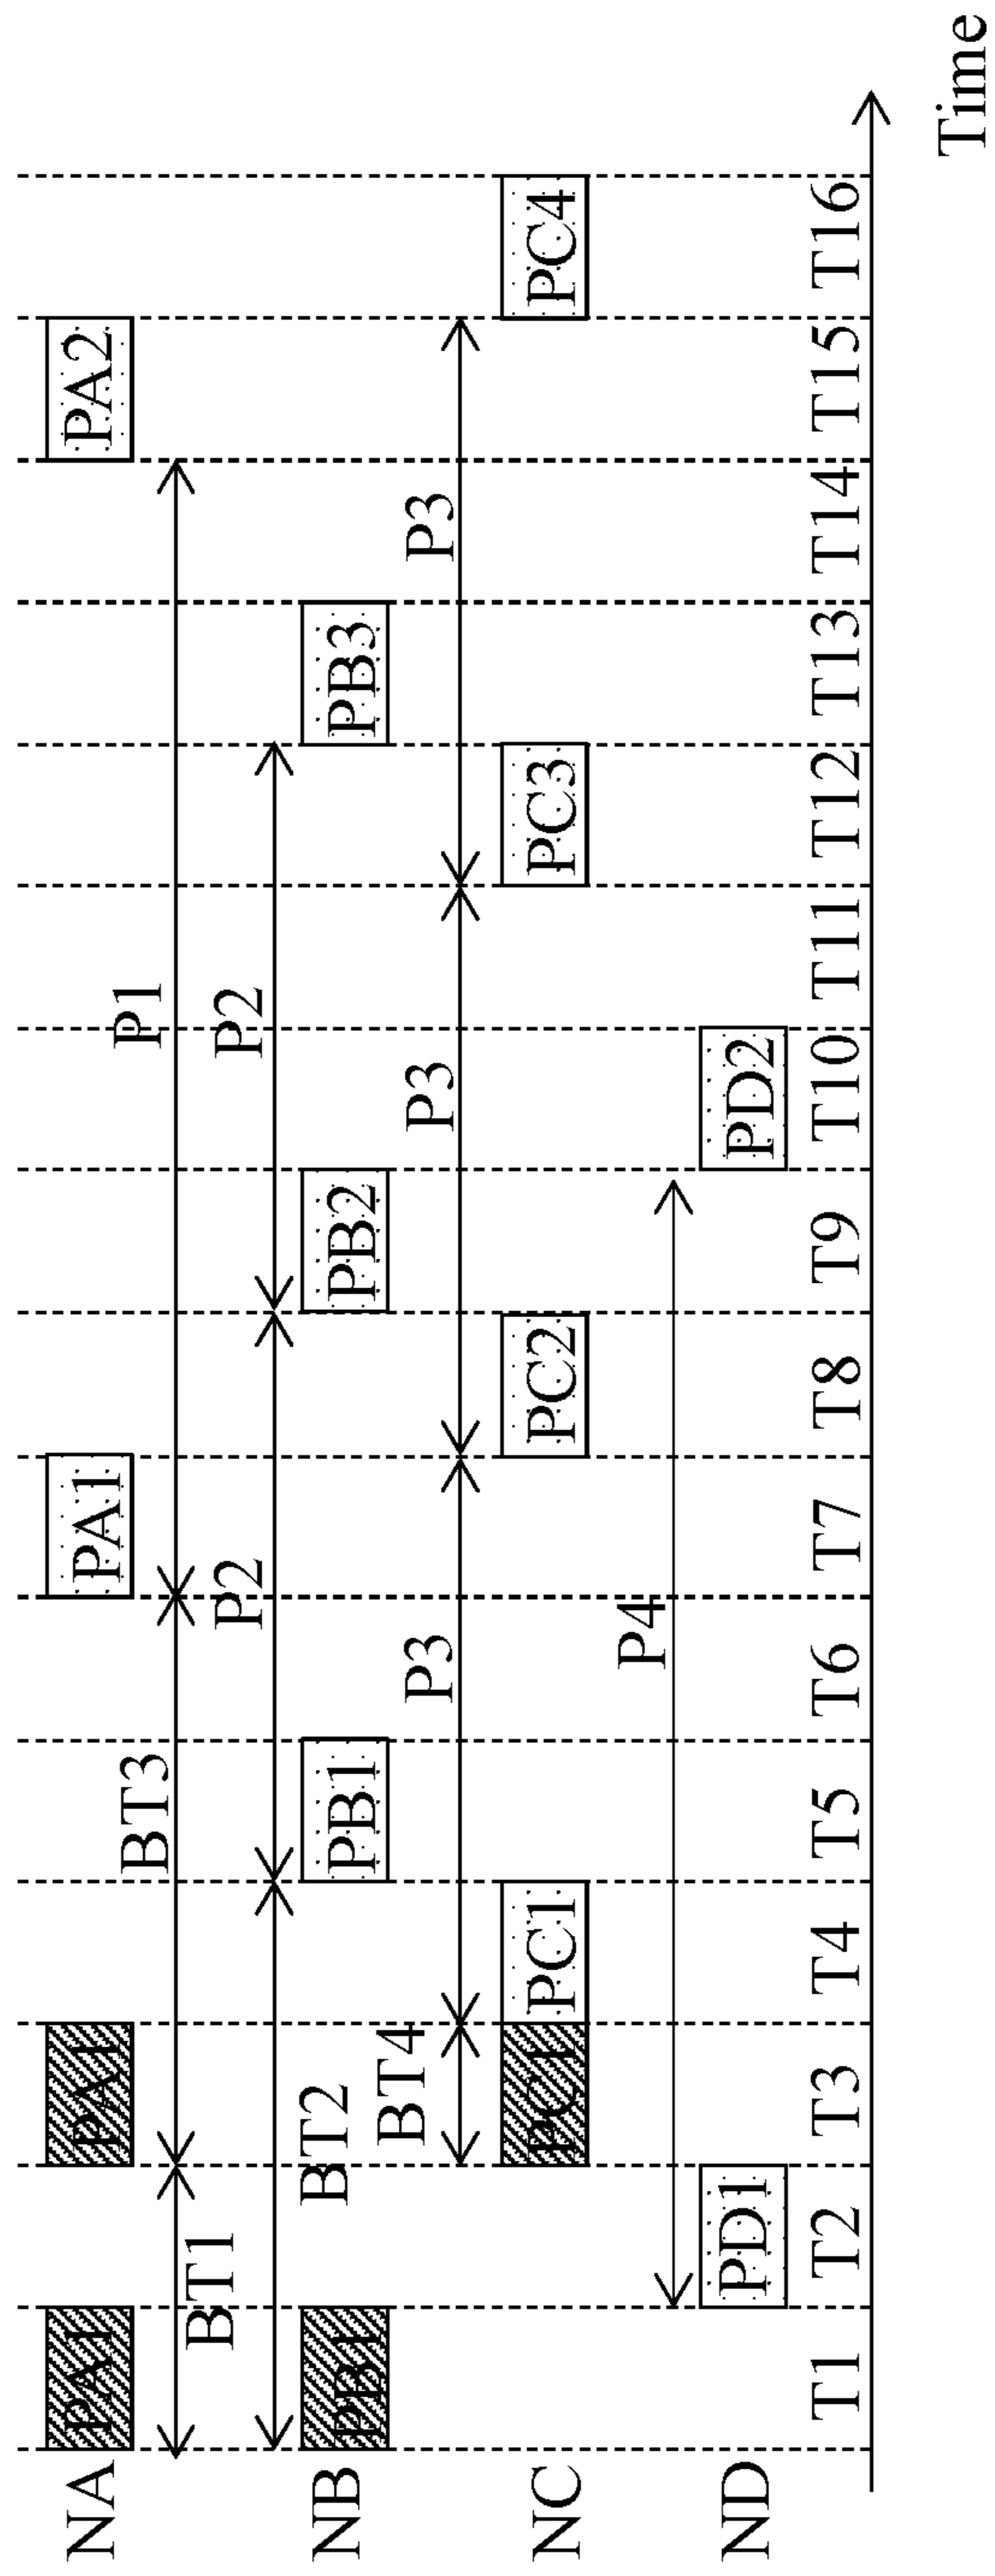 NA PA1 PA1 PA1 PA2
BT1 BT3 P1
BT2 P2 P2
NB PB1 PB1 PB2 PB3
BT4 P3 P3 P3
NC PC1 PC1 PC2 PC3 PC4
P4
ND PD1 PD2
T1 T2 T3 T4 T5 T6 T7 T8 T9 T10 T11 T12 T13 T14 T15 T16
Time